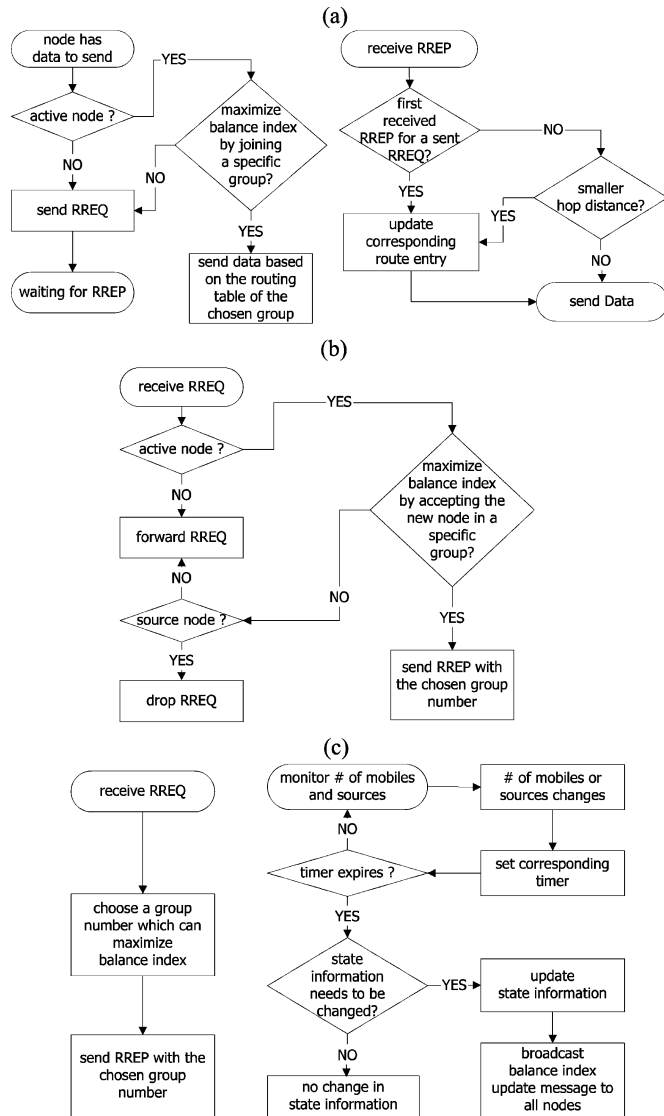 (a)
node has
data to send
YES
active node ?
maximize
balance index
by joining
a specific
group?
NO
NO
send RREQ
YES
waiting for RREP
send data based
on the routing
table of the
chosen group
receive RREP
first
received
RREP for a sent
RREQ?
NO
YES
smaller
hop distance?
YES
update
corresponding
route entry
NO
send Data
(b)
receive RREQ
YES
active node ?
maximize
balance index
by accepting the
new node in a
specific
group?
NO
forward RREQ
NO
NO
source node ?
YES
YES
drop RREQ
send RREP with
the chosen group
number
(c)
receive RREQ
choose a group
number which can
maximize
balance index
send RREP with the
chosen group
number
monitor # of mobiles
and sources
# of mobiles or
sources changes
NO
timer expires ?
set corresponding
timer
YES
state
information
needs to be
changed?
YES
update
state information
NO
no change in
state information
broadcast
balance index
update message to
all nodes